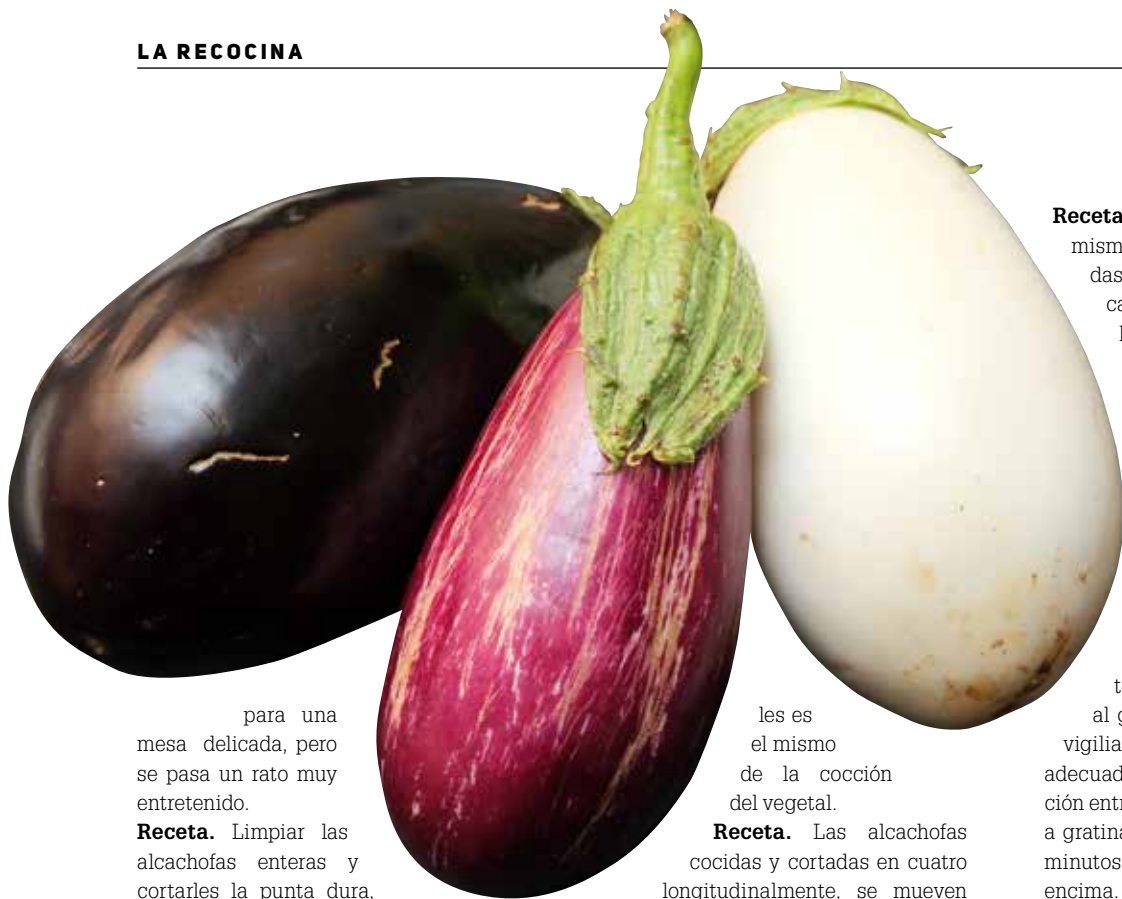 LA RECOCINA
para una
mesa delicada, pero
se pasa un rato muy
entretenido.
Receta. Limpiar las
alcachofas enteras y
cortarles la punta dura,
les es
el mismo
de la cocción
del vegetal.
Receta. Las alcachofas
cocidas y cortadas en cuatro
longitudinalmente, se mueven
Receta
mism
das
ca
al g
vigilia
adecuad
ción entr
a gratina
minutos
encima.